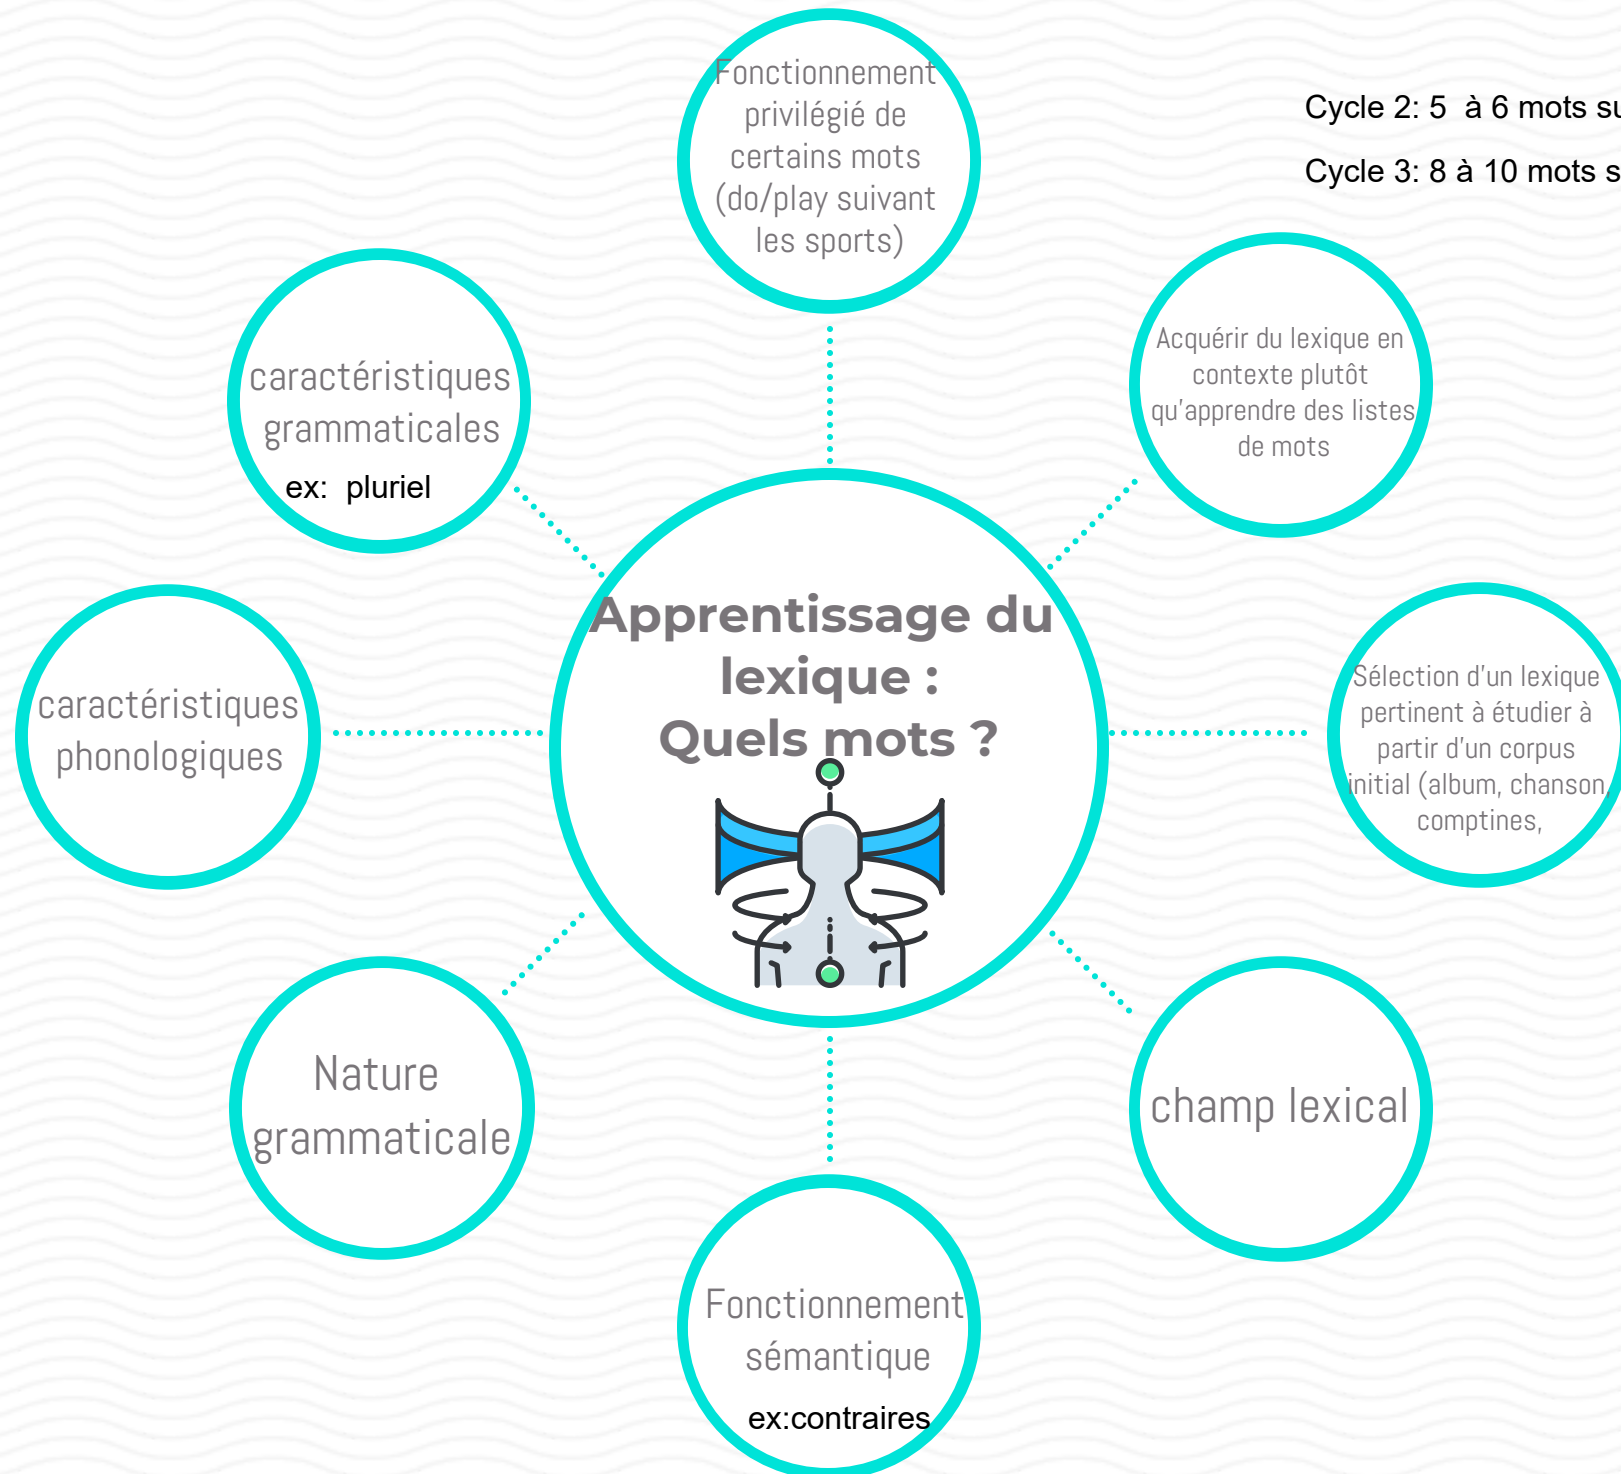 Fonctionnement
privilégié de
certains mots
(do/play suivant
les sports)
Cycle 2: 5 à 6 mots
Cycle 3: 8 à 10 mots
caractéristiques
grammaticales
ex: pluriel
Acquérir du lexique en
contexte plutôt
qu'apprendre des listes
de mots
Apprentissage du
lexique :
Quels mots ?
caractéristiques
phonologiques
Sélection d'un lexique
pertinent à étudier à
partir d'un corpus
initial (album, chanson,
comptines,
Nature
grammaticale
champ lexical
Fonctionnement
sémantique
ex:contraires